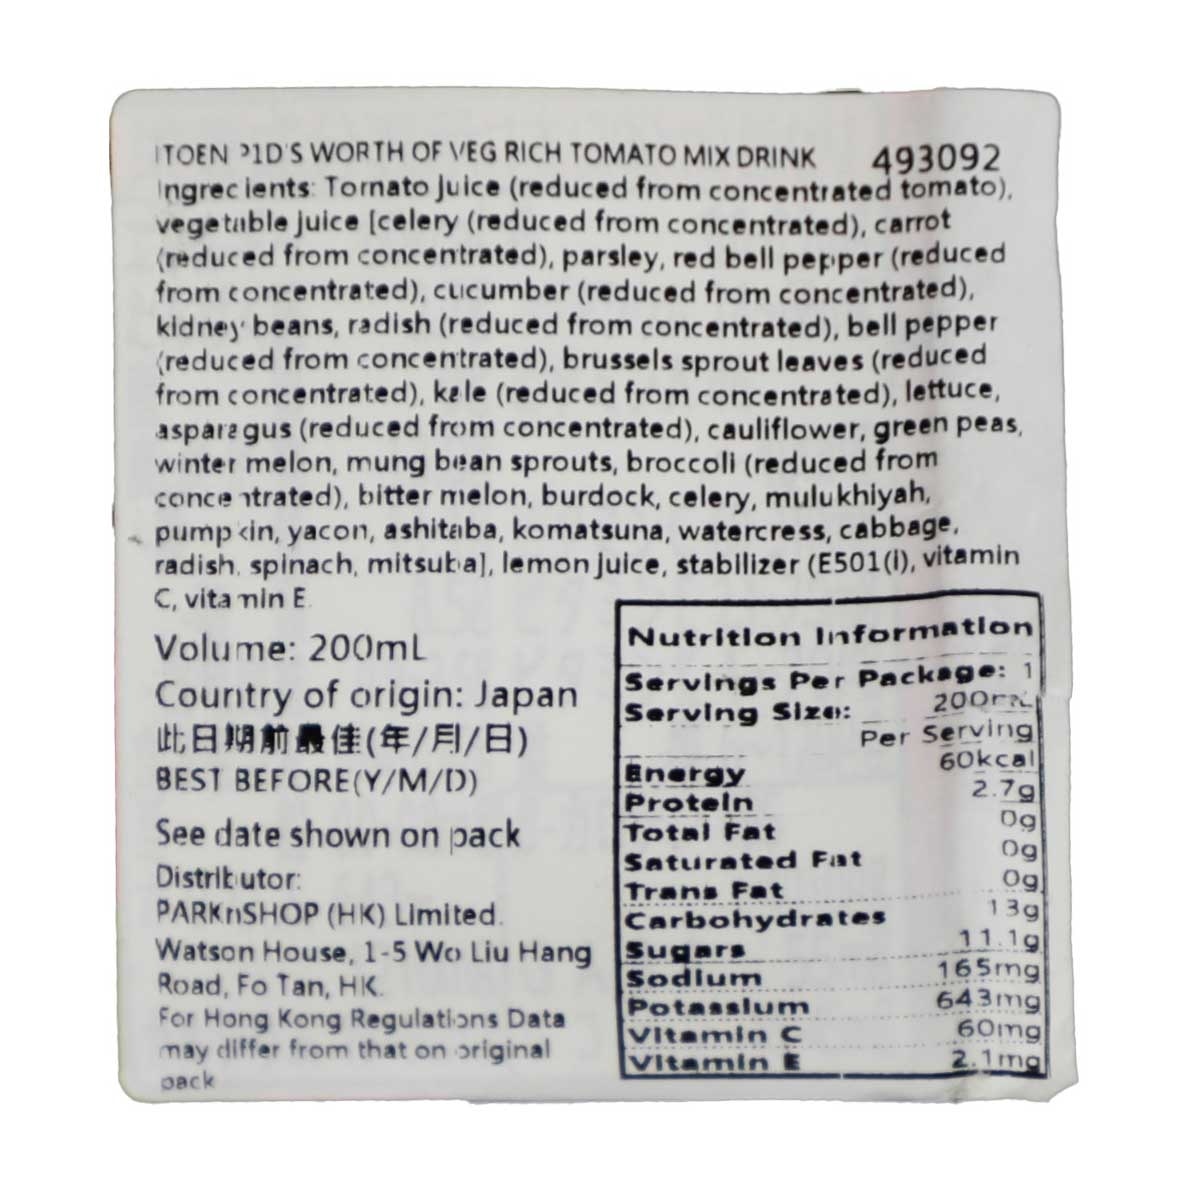 ITOEN P1D'S WORTH OF VEG RICH TOMATO MIX DRINK 493092
Ingredients: Tomato Juice (reduced from concentrated tomato),
vegetable juice [celery (reduced from concentrated), carrot
(reduced from concentrated), parsley, red bell pepper (reduced
from concentrated), cucumber (reduced from concentrated),
kidney beans, radish (reduced from concentrated), bell pepper
(reduced from concentrated), brussels sprout leaves (reduced
from concentrated), kale (reduced from concentrated), lettuce,
asparagus (reduced from concentrated), cauliflower, green peas,
winter melon, mung bean sprouts, broccoli (reduced from
concentrated), bitter melon, burdock, celery, mulukhiyah,
pumpkin, yacon, ashitaba, komatsuna, watercress, cabbage,
radish, spinach, mitsuba], lemon juice, stabilizer (E501(i), vitamin
C, vitamin E.
Volume: 200mL
Country of origin: Japan
此日期前最佳(年/月/日)
BEST BEFORE(Y/M/D)
See date shown on pack
Distributor:
PARKnSHOP (HK) Limited.
Watson House, 1-5 Wo Liu Hang
Road, Fo Tan, HK.
For Hong Kong Regulations Data
may differ from that on original
pack
Nutrition Information
Servings Per Package: 1
Serving Size: 200mL
Per Serving
Energy 60kcal
Protein 2.7g
Total Fat 0g
Saturated Fat 0g
Trans Fat 0g
Carbohydrates 13g
Sugars 11.1g
Sodium 165mg
Potassium 643mg
Vitamin C 60mg
Vitamin E 2.1mg